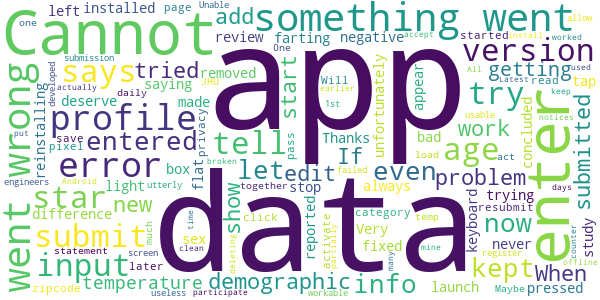 left installed page Unable allow
one add something went
Cannot review farting negative One started install
submission says tried removed accept worked
version
developed actually daily JHU saying getting
deserve made start Will earlier appear 1st Latest read tap
wrong profile app try All used
reinstalling save usable keep
pixel entered privacy tell pass Thanks unfortunately work put notices
engineers box If bad age load act concluded submitted enter
Android utterly error flat let edit even problem broken failed
star light together stop always
went difference new show reported category trying resubmit days
sex click Very temp keyboard now
submit data activate fixed mine never counter study
much time deleting partially many register offline
input temperature demographic info kept When
statement screen later clean launch Maybe pressed
zipcode useless participate workable